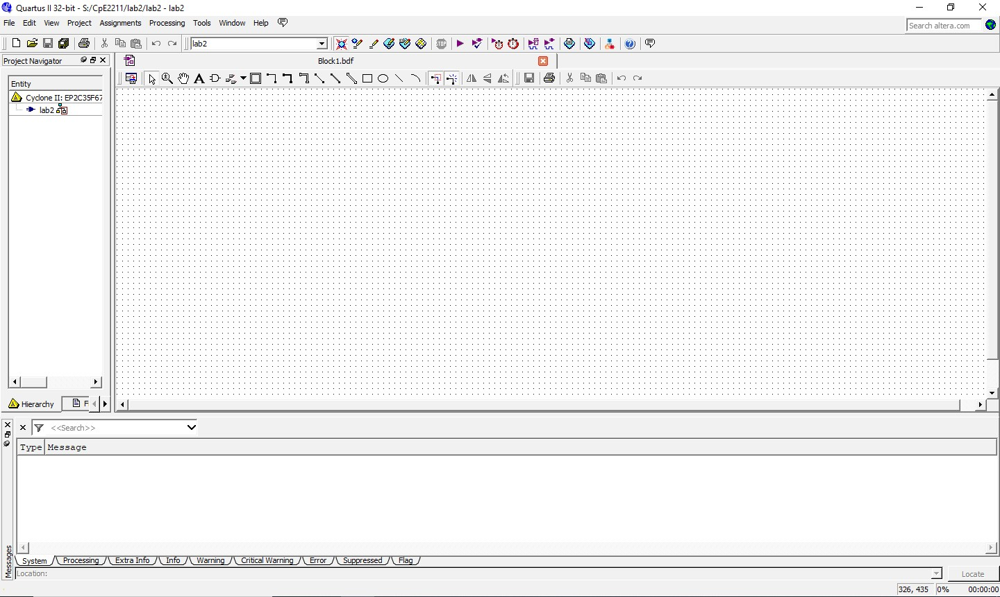 Quartus II 32-bit - S:/CpE2211/lab2/lab2 - lab2
File Edit View Project Assignments Processing Tools Window Help
Search altera.com
lab2
STOP
Project Navigator
Block1.bdf
Entity
Cyclone II: EP2C35F67
lab2
Hierarchy
F
<<Search>>
Type Message
Messages
System Processing Extra Info Info Warning Critical Warning Error Suppressed Flag
Location:
Locate
326, 435 0% 00:00:00